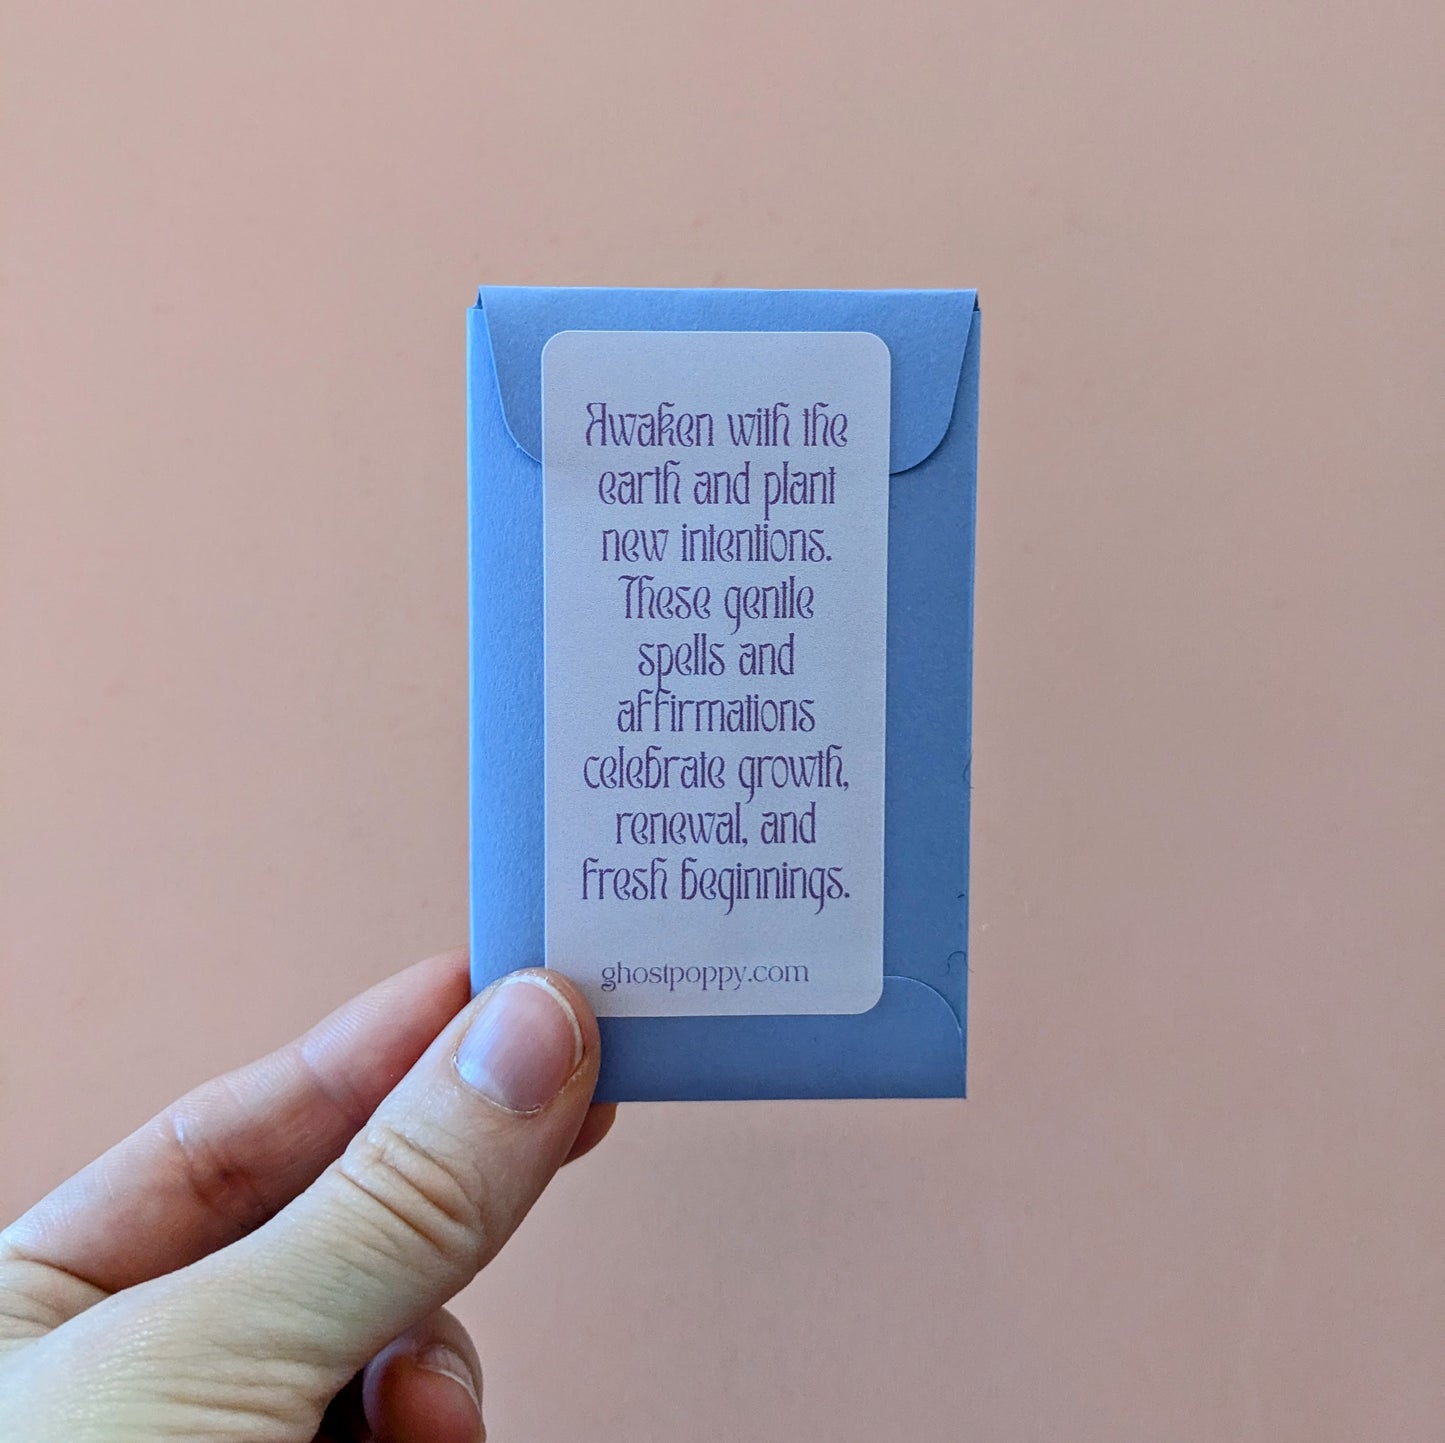 Awaken with the
earth and plant
new intentions.
These gentle
spells and
affirmations
celebrate growth,
renewal, and
fresh beginnings.
ghostpoppy.com